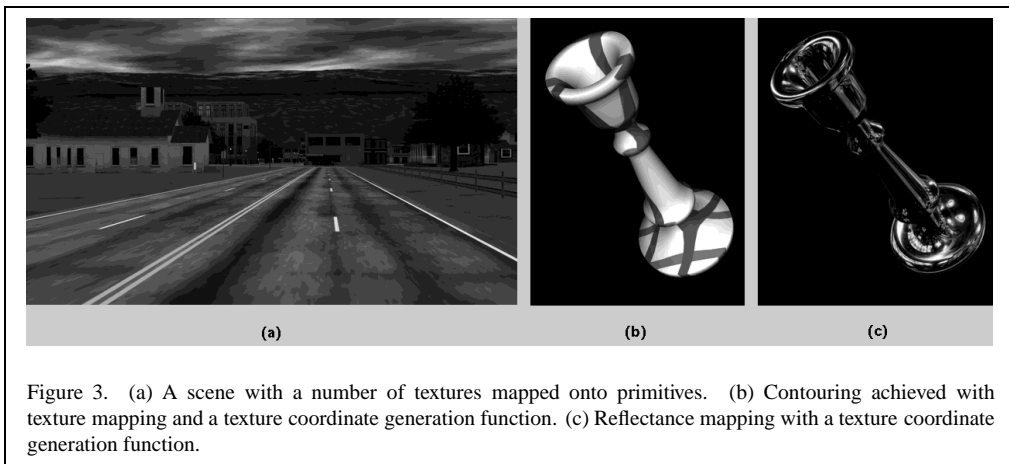 (a) (b) (c)
Figure 3. (a) A scene with a number of textures mapped onto primitives. (b) Contouring achieved with
texture mapping and a texture coordinate generation function. (c) Reflectance mapping with a texture coordinate
generation function.